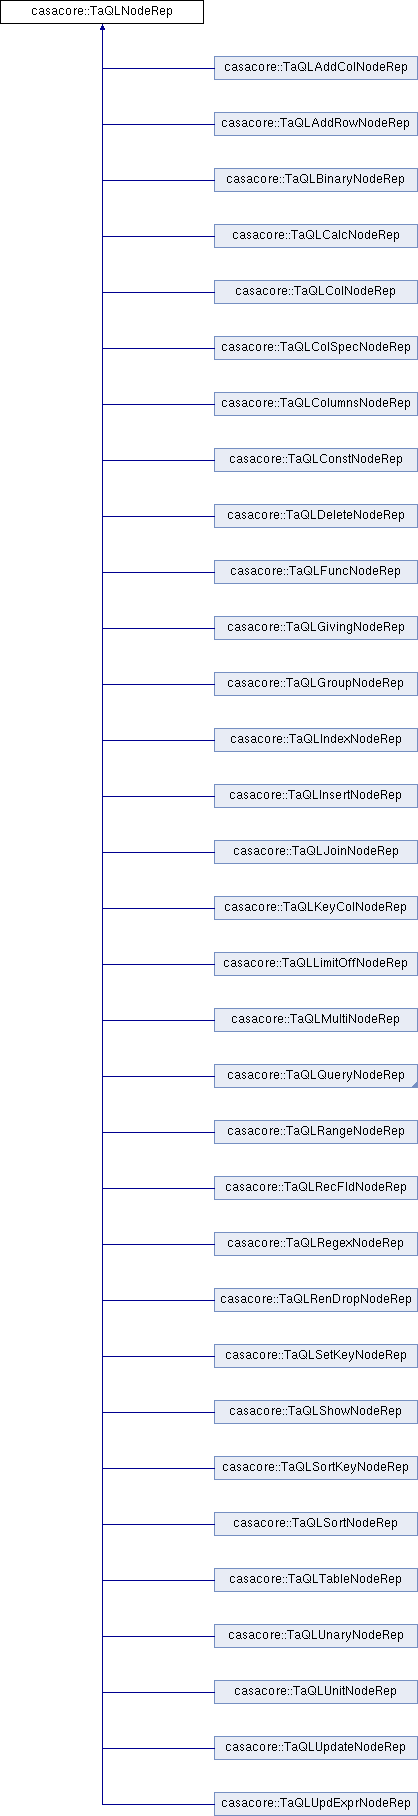 casacore::TaQLNodeRep
casacore::TaQLAddColNodeRep
casacore::TaQLAddRowNodeRep
casacore::TaQLBinaryNodeRep
casacore::TaQLCalcNodeRep
casacore::TaQLColNodeRep
casacore::TaQLColSpecNodeRep
casacore::TaQLColumnsNodeRep
casacore::TaQLConstNodeRep
casacore::TaQLDeleteNodeRep
casacore::TaQLFuncNodeRep
casacore::TaQLGivingNodeRep
casacore::TaQLGroupNodeRep
casacore::TaQLIndexNodeRep
casacore::TaQLInsertNodeRep
casacore::TaQLJoinNodeRep
casacore::TaQLKeyColNodeRep
casacore::TaQLLimitOffNodeRep
casacore::TaQLMultiNodeRep
casacore::TaQLQueryNodeRep
casacore::TaQLRangeNodeRep
casacore::TaQLRecFldNodeRep
casacore::TaQLRegexNodeRep
casacore::TaQLRenDropNodeRep
casacore::TaQLSetKeyNodeRep
casacore::TaQLShowNodeRep
casacore::TaQLSortKeyNodeRep
casacore::TaQLSortNodeRep
casacore::TaQLTableNodeRep
casacore::TaQLUnaryNodeRep
casacore::TaQLUnitNodeRep
casacore::TaQLUpdateNodeRep
casacore::TaQLUpdExprNodeRep